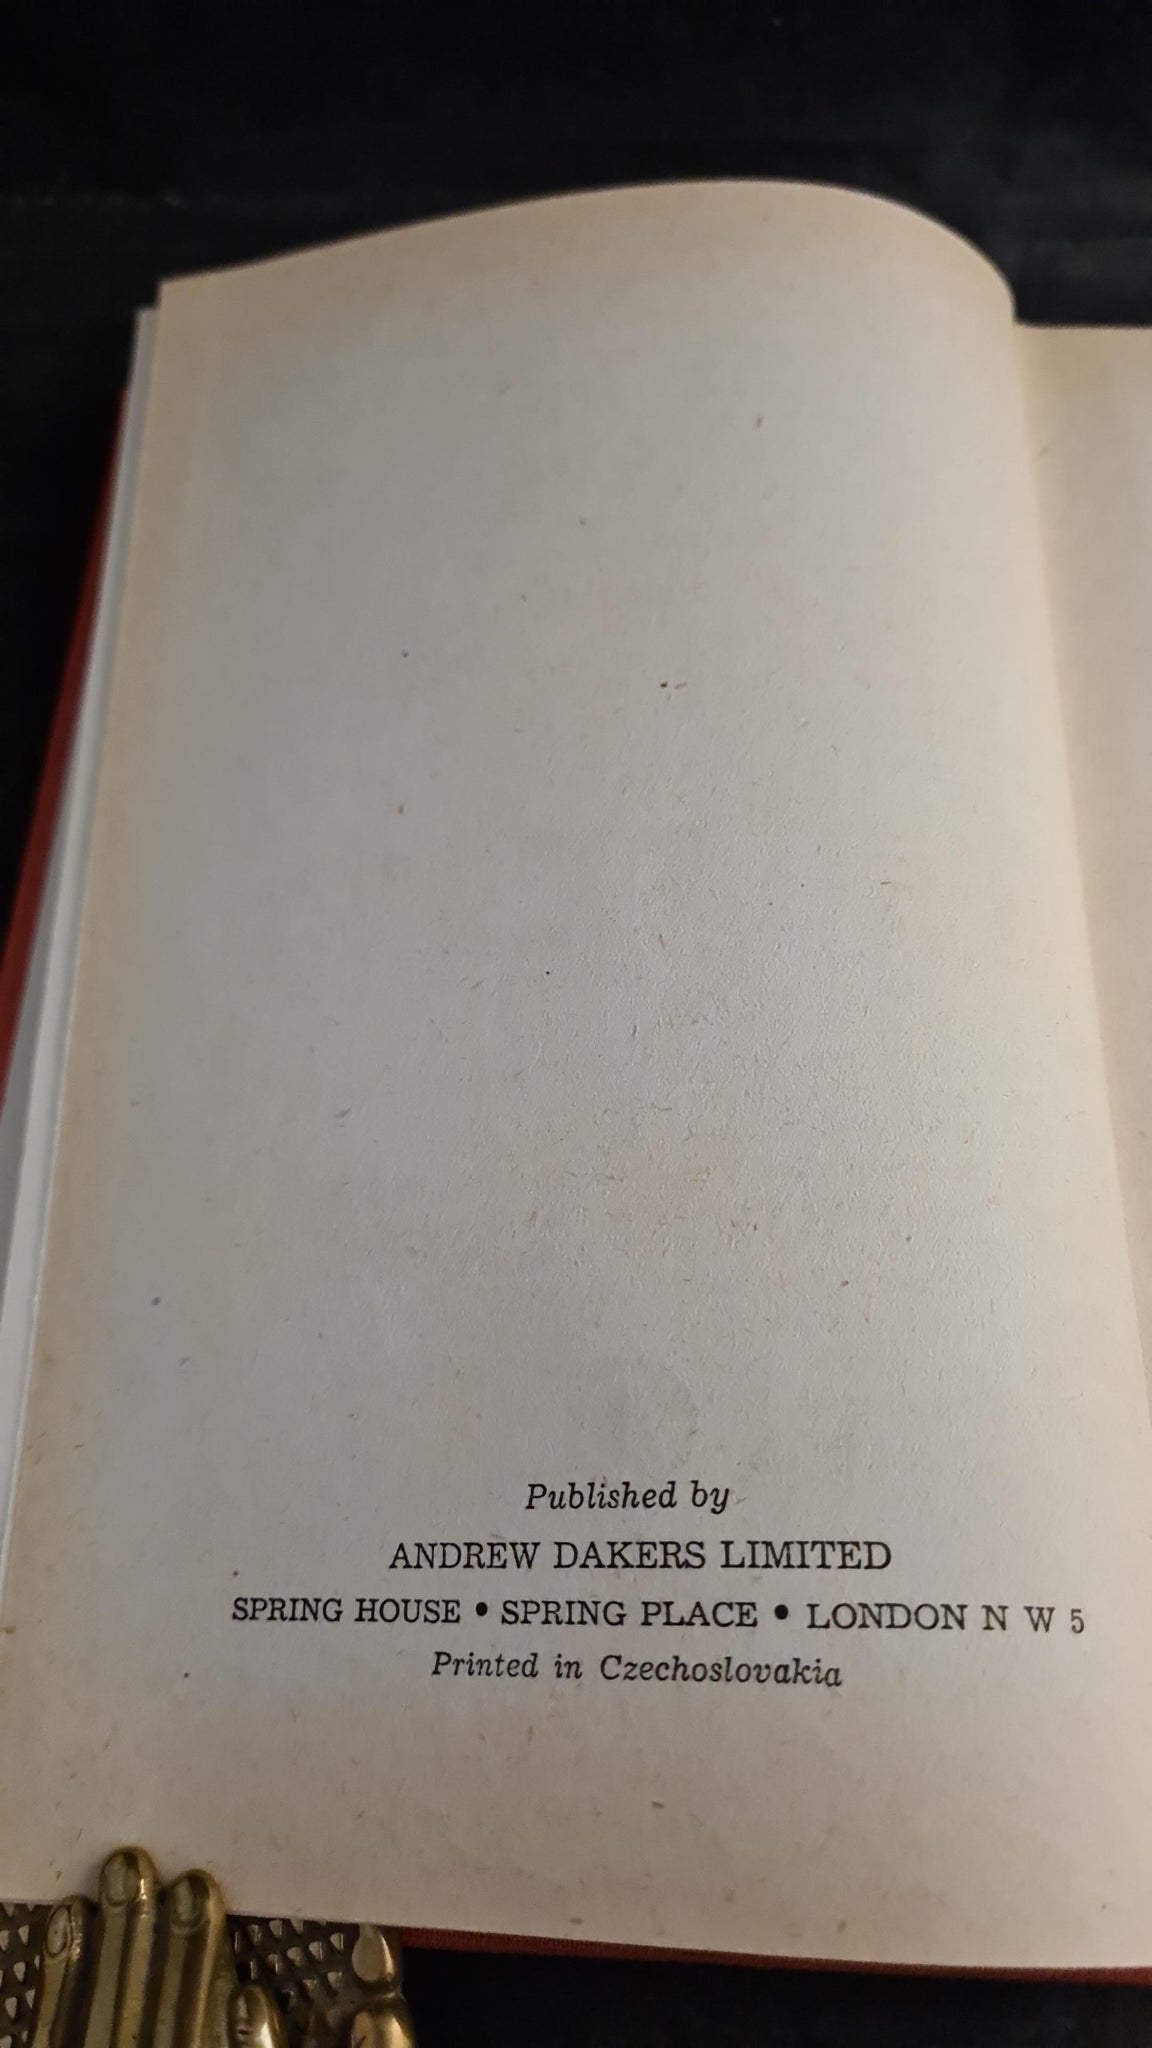 Published by
ANDREW DAKERS LIMITED
SPRING HOUSE • SPRING PLACE • LONDON N W 5
Printed in Czechoslovakia